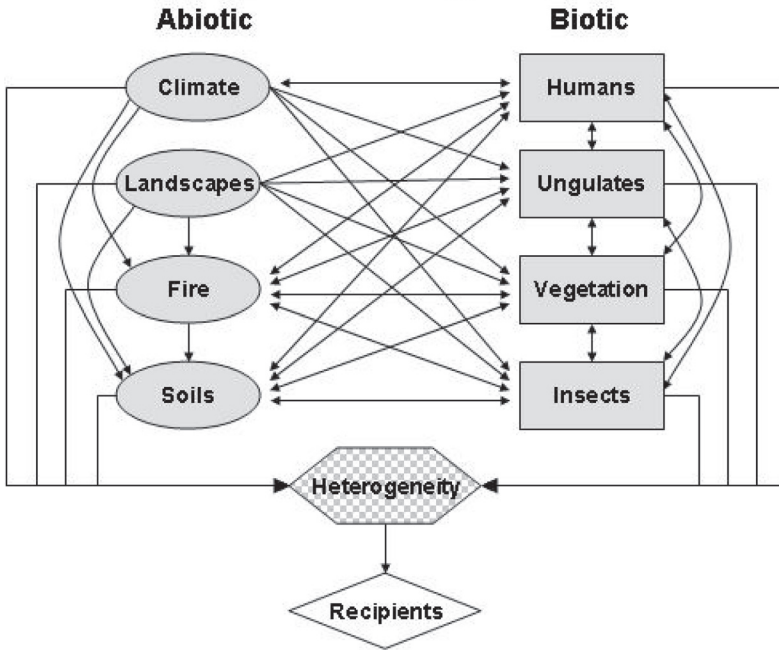 Abiotic Biotic
Climate Humans
Landscapes Ungulates
Fire Vegetation
Soils Insects
Heterogeneity
Recipients